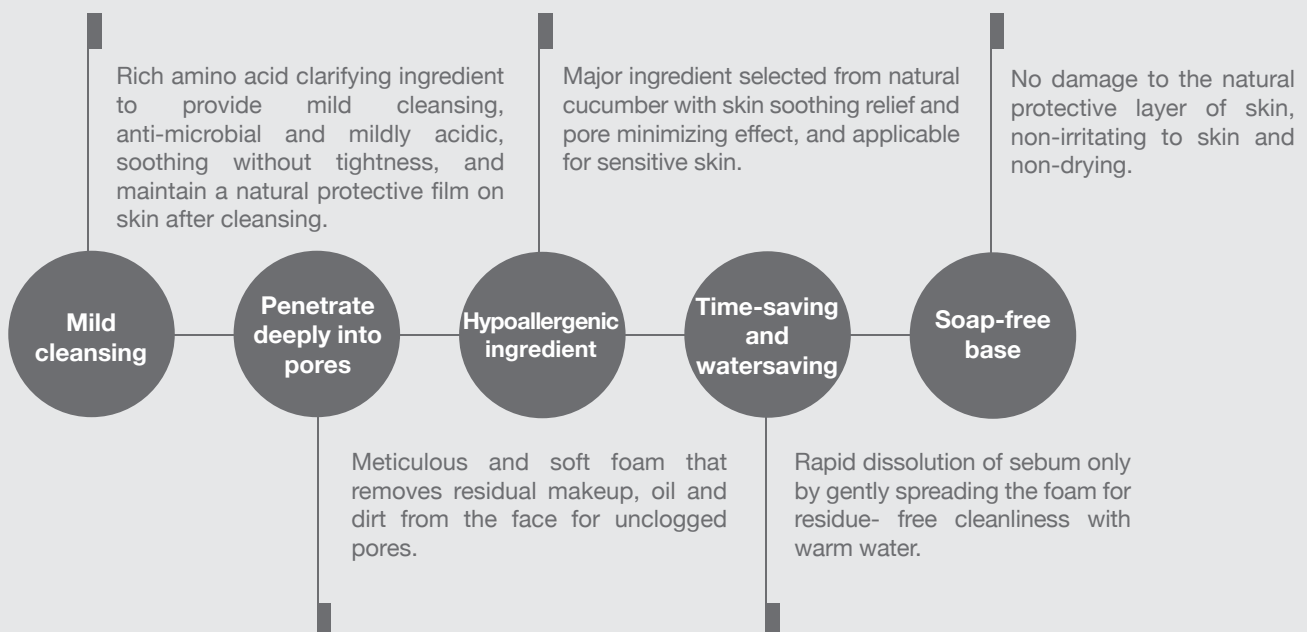 Rich amino acid clarifying ingredient
to provide mild cleansing,
anti-microbial and mildly acidic,
soothing without tightness, and
maintain a natural protective film on
skin after cleansing.
Major ingredient selected from natural
cucumber with skin soothing relief and
pore minimizing effect, and applicable
for sensitive skin.
No damage to the natural
protective layer of skin,
non-irritating to skin and
non-drying.
Mild
cleansing
Penetrate
deeply into
pores
Hypoallergenic
ingredient
Time-saving
and
watersaving
Soap-free
base
Meticulous and soft foam that
removes residual makeup, oil and
dirt from the face for unclogged
pores.
Rapid dissolution of sebum only
by gently spreading the foam for
residue- free cleanliness with
warm water.